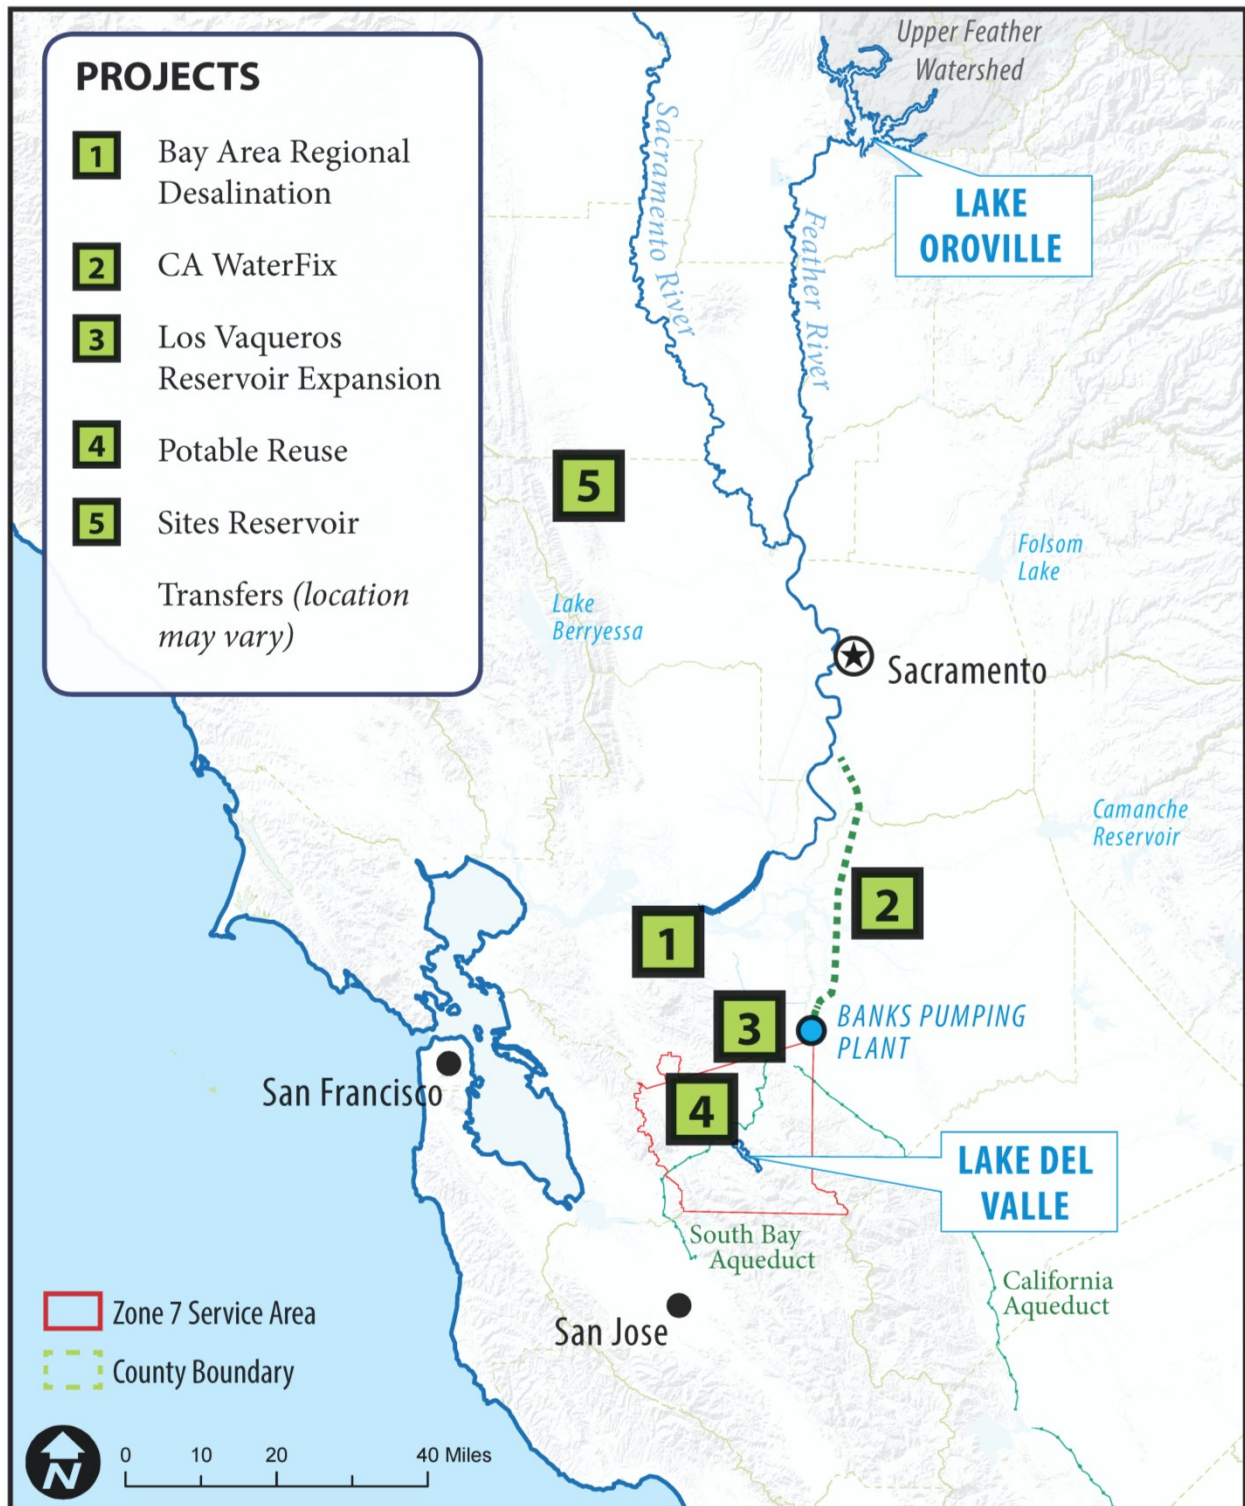 PROJECTS
1
Bay Area Regional
Desalination
2
CA WaterFix
3
Los Vaqueros
Reservoir Expansion
4
Potable Reuse
5
Sites Reservoir
Transfers (location
may vary)
Upper Feather
Watershed
LAKE
OROVILLE
Sacramento River
Feather River
5
Folsom
Lake
Lake
Berryessa
Sacramento
Camanche
Reservoir
2
1
3
BANKS PUMPING
PLANT
San Francisco
4
LAKE DEL
VALLE
South Bay
Aqueduct
California
Aqueduct
San Jose
Zone 7 Service Area
County Boundary
N
0 10 20 40 Miles